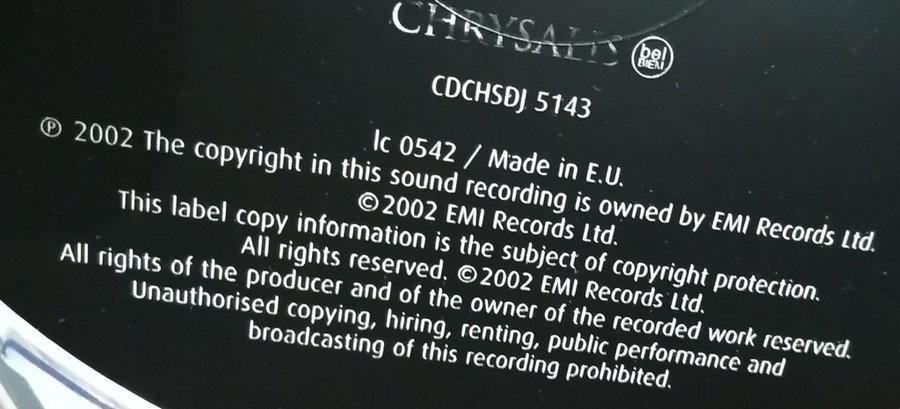 CHRYSALIS
bel
BIEM
CDCHSDJ 5143
lc 0542 / Made in E.U.
℗ 2002 The copyright in this sound recording is owned by EMI Records Ltd.
©2002 EMI Records Ltd.
This label copy information is the subject of copyright protection.
All rights reserved. ©2002 EMI Records Ltd.
All rights of the producer and of the owner of the recorded work reserved.
Unauthorised copying, hiring, renting, public performance and
broadcasting of this recording prohibited.